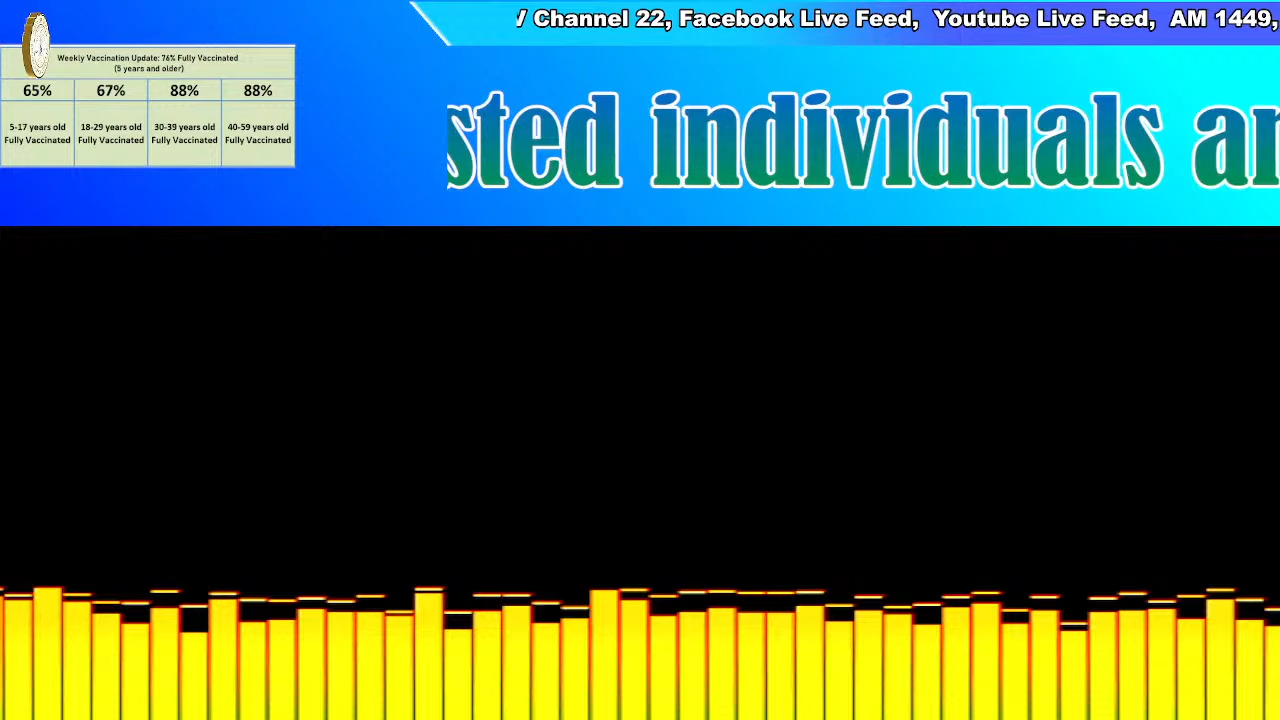 / Channel 22, Facebook Live Feed, Youtube Live Feed, AM 1449,
Weekly Vaccination Update: 76% Fully Vaccinated
(5 years and older)
65% 67% 88% 88%
5-17 years old 18-29 years old 30-39 years old 40-59 years old
Fully Vaccinated Fully Vaccinated Fully Vaccinated Fully Vaccinated
sted individuals an